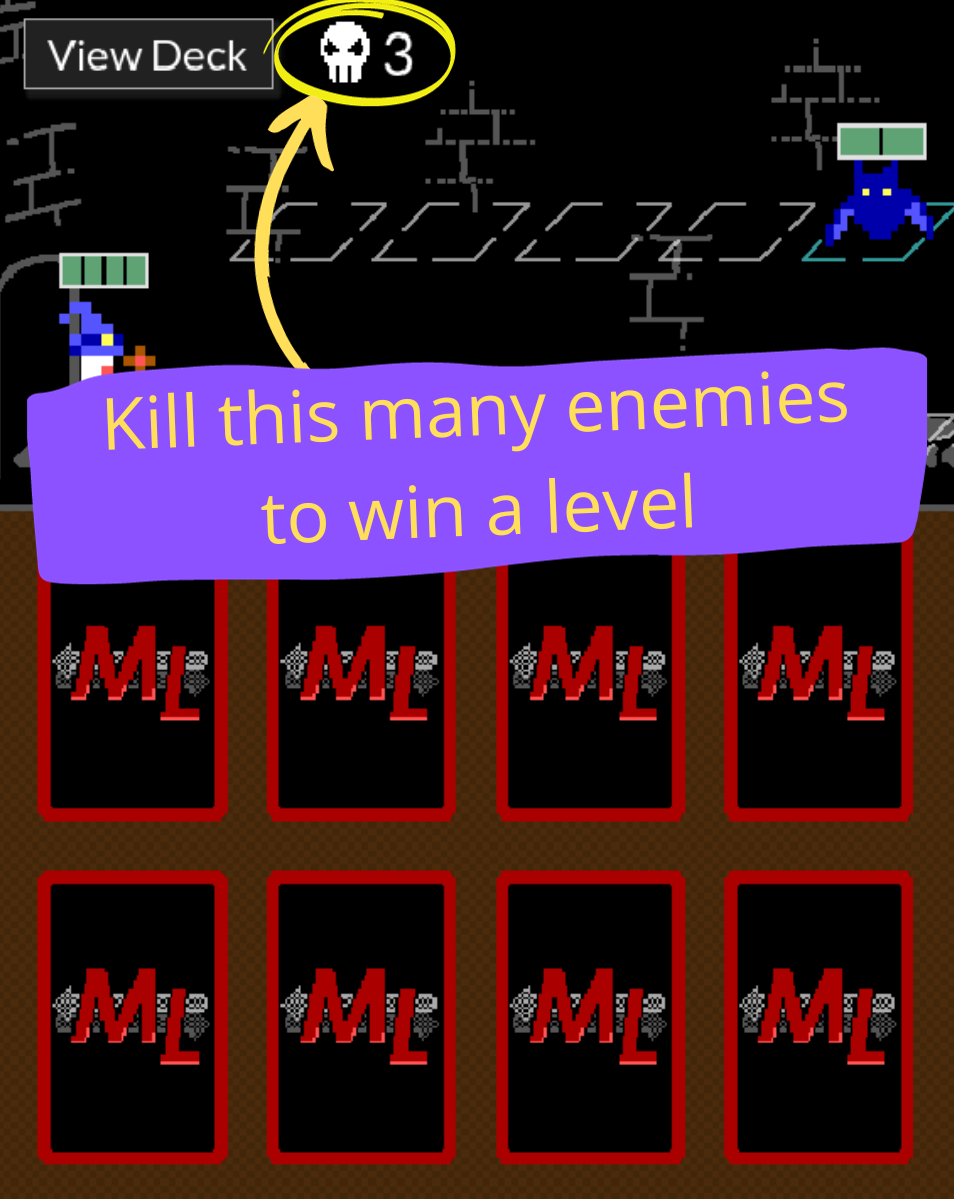 View Deck
3
Kill this many enemies
to win a level
ML ML ML ML
ML ML ML ML